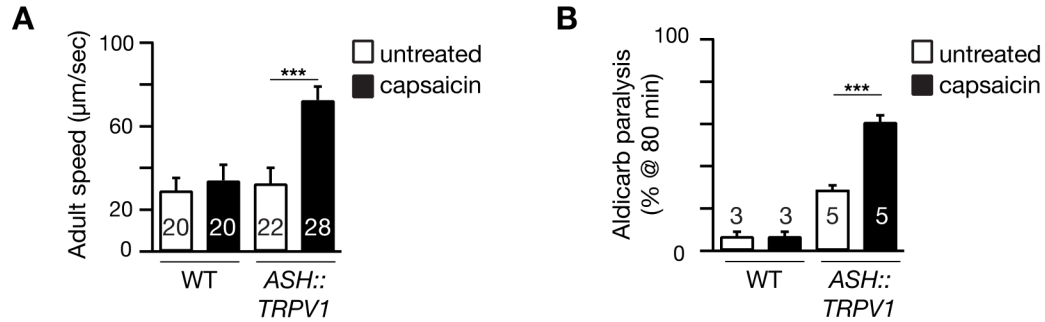 A
Adult speed (µm/sec)
100
60
20
0
20
20
22
28
***
untreated
capsaicin
WT
ASH::
TRPV1
B
Aldicarb paralysis
(% @ 80 min)
100
0
3
3
5
5
***
untreated
capsaicin
WT
ASH::
TRPV1